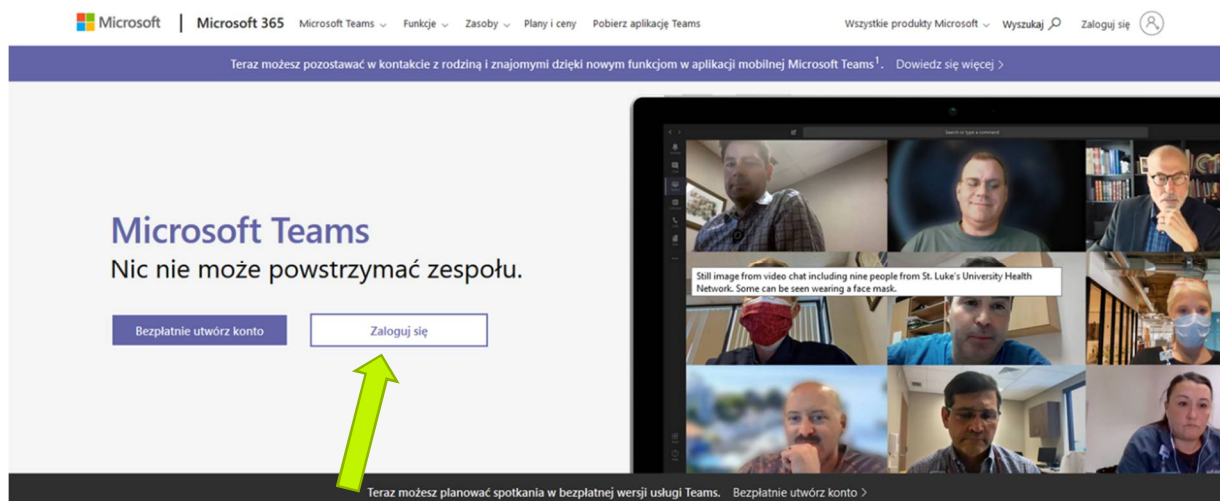 Microsoft | Microsoft 365 Microsoft Teams Funkcje Zasoby Plany i ceny Pobierz aplikację Teams Wszystkie produkty Microsoft Wyszukaj Zaloguj się
Teraz możesz pozostawać w kontakcie z rodziną i znajomymi dzięki nowym funkcjom w aplikacji mobilnej Microsoft Teams¹. Dowiedz się więcej >
Search or type a command
Microsoft Teams
Nic nie może powstrzymać zespołu.
Still image from video chat including nine people from St. Luke's University Health
Network. Some can be seen wearing a face mask.
Bezpłatnie utwórz konto Zaloguj się
Teraz możesz planować spotkania w bezpłatnej wersji usługi Teams. Bezpłatnie utwórz konto >